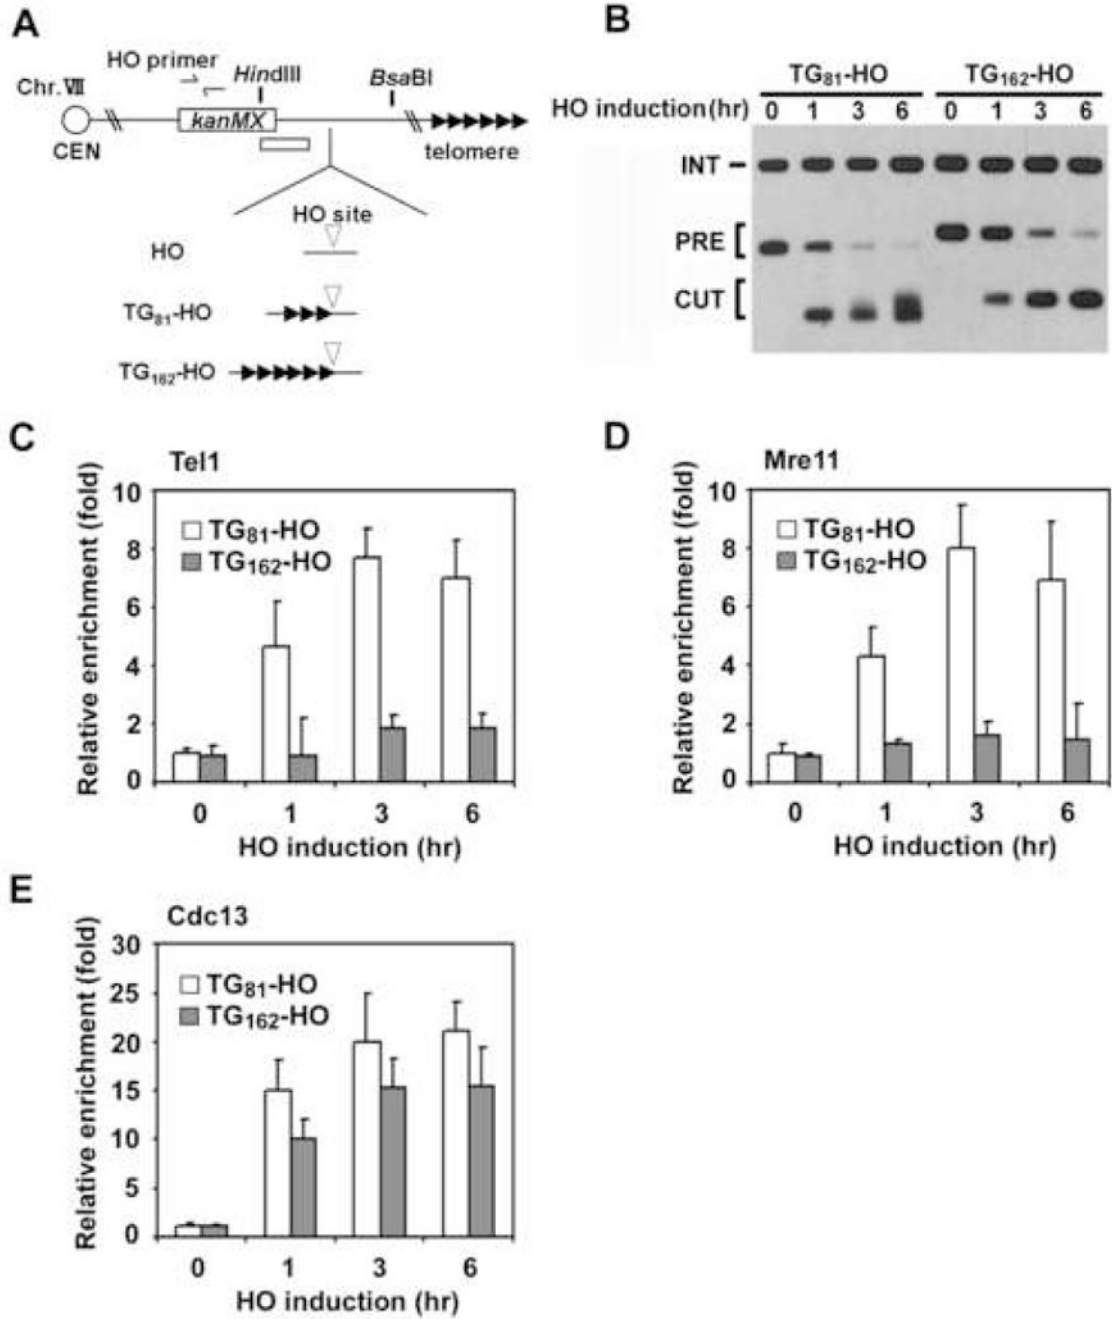 A
HO primer
HindIII
BsaBI
Chr. Ⅶ
kanMX
CEN
telomere
HO site
HO
TG81-HO
TG162-HO
B
TG81-HO TG162-HO
HO induction(hr) 0 1 3 6 0 1 3 6
INT
PRE
CUT
C
Tel1
Relative enrichment (fold)
10
8
6
4
2
0
TG81-HO
TG162-HO
0 1 3 6
HO induction (hr)
D
Mre11
Relative enrichment (fold)
10
8
6
4
2
0
TG81-HO
TG162-HO
0 1 3 6
HO induction (hr)
E
Cdc13
Relative enrichment (fold)
30
25
20
15
10
5
0
TG81-HO
TG162-HO
0 1 3 6
HO induction (hr)